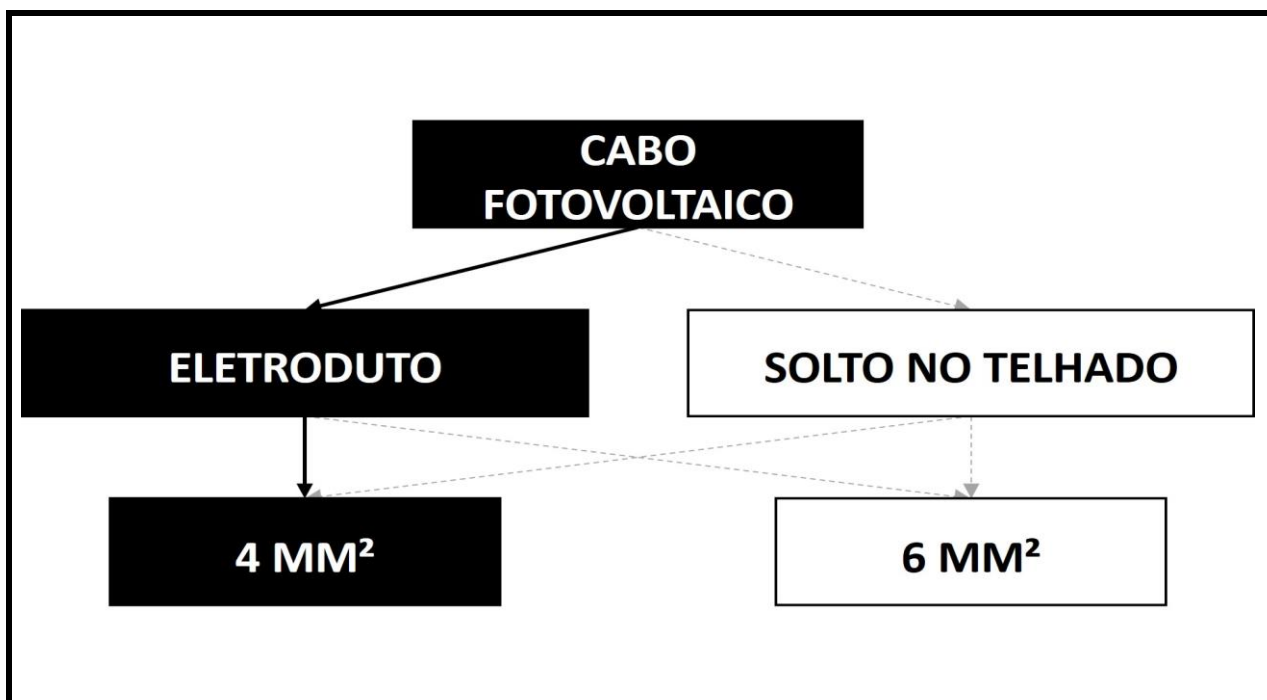 CABO
FOTOVOLTAICO
ELETRODUTO
SOLTO NO TELHADO
4 MM²
6 MM²